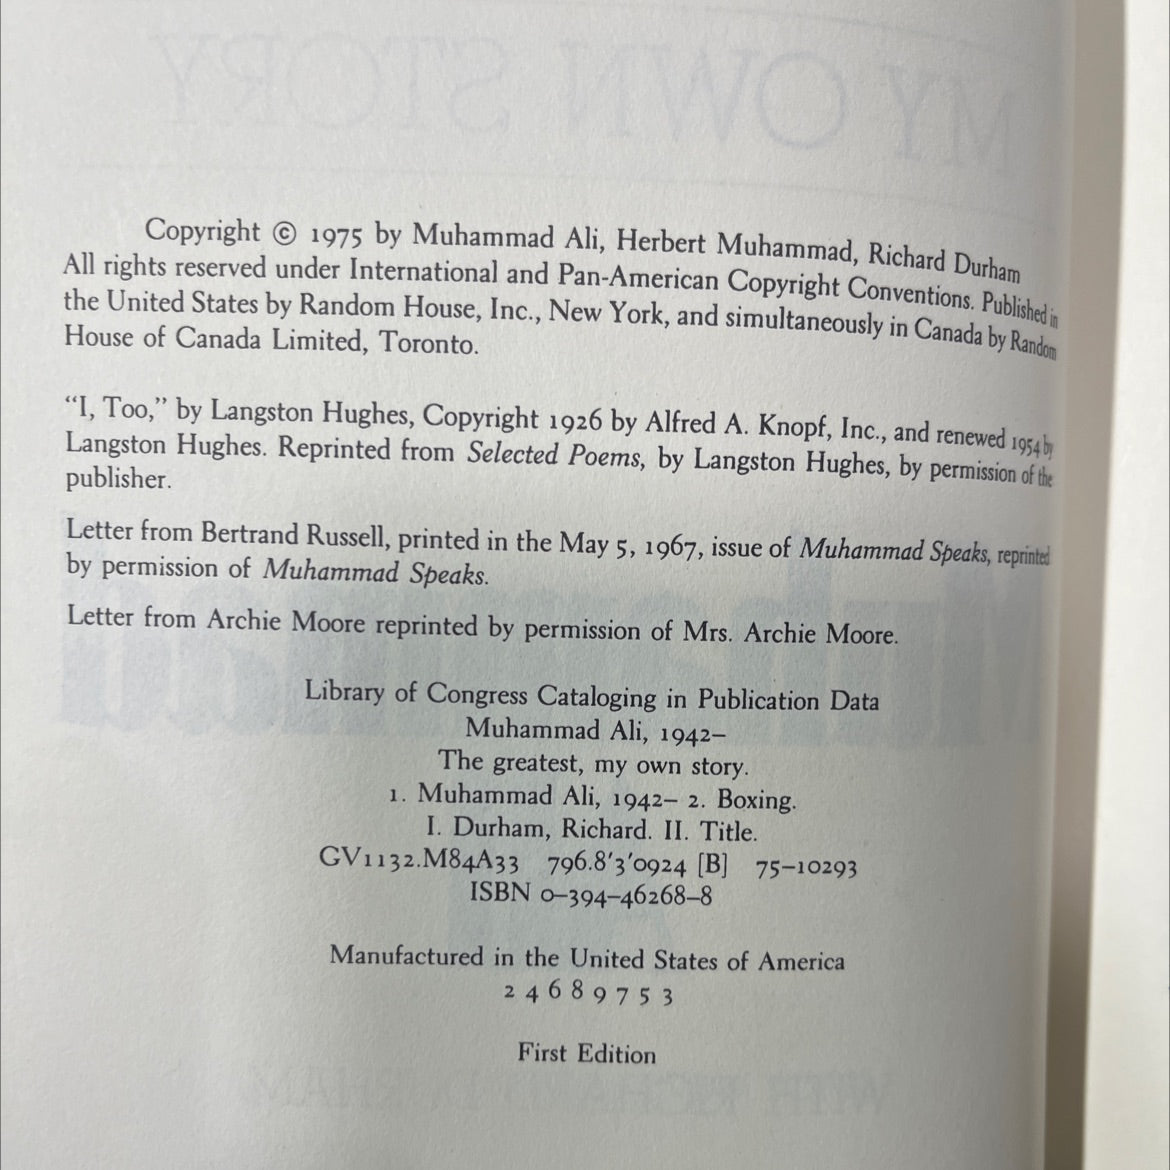 Copyright © 1975 by Muhammad Ali, Herbert Muhammad, Richard Durham
All rights reserved under International and Pan-American Copyright Conventions. Published in
the United States by Random House, Inc., New York, and simultaneously in Canada by Random
House of Canada Limited, Toronto.
“I, Too,” by Langston Hughes, Copyright 1926 by Alfred A. Knopf, Inc., and renewed 1954 by
Langston Hughes. Reprinted from Selected Poems, by Langston Hughes, by permission of the
publisher.
Letter from Bertrand Russell, printed in the May 5, 1967, issue of Muhammad Speaks, reprinted
by permission of Muhammad Speaks.
Letter from Archie Moore reprinted by permission of Mrs. Archie Moore.
Library of Congress Cataloging in Publication Data
Muhammad Ali, 1942–
The greatest, my own story.
1. Muhammad Ali, 1942– 2. Boxing.
I. Durham, Richard. II. Title.
GV1132.M84A33 796.8'3'0924 [B] 75–10293
ISBN 0–394–46268–8
Manufactured in the United States of America
2 4 6 8 9 7 5 3
First Edition